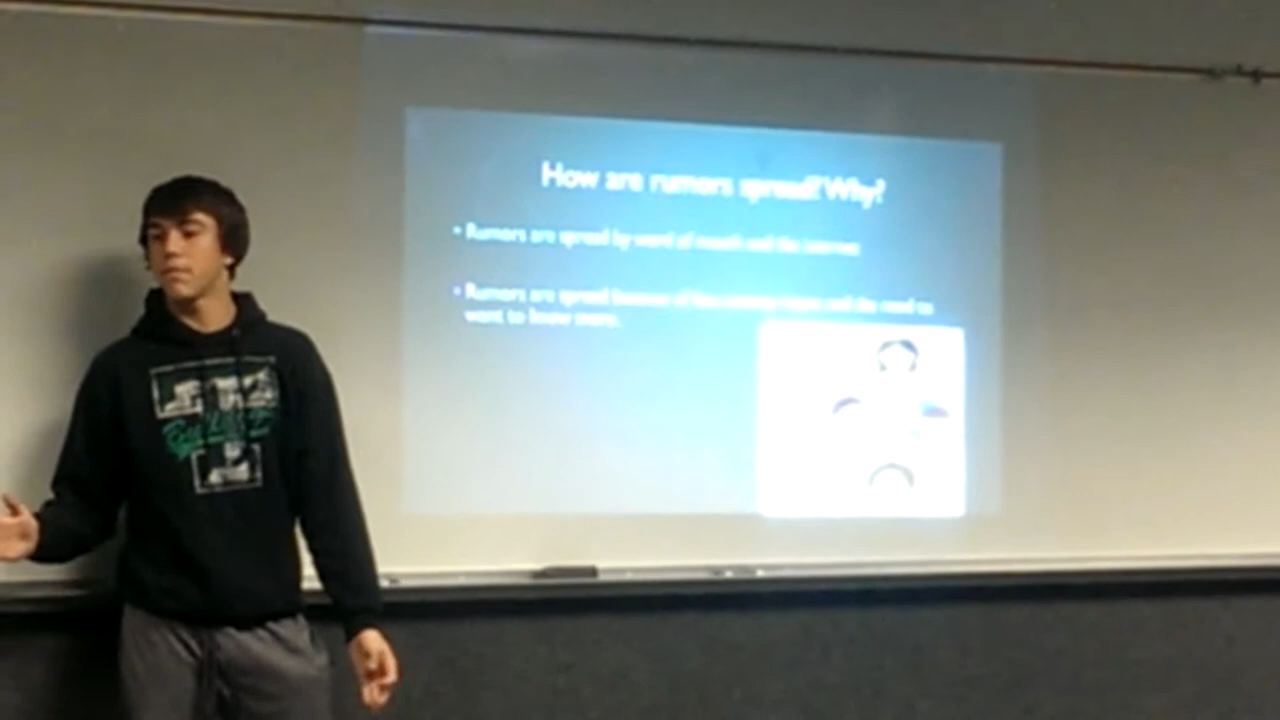 How are rumors spread? Why?
• Rumors are spread by word of mouth and the internet
• Rumors are spread because of and the need to
want to know more.